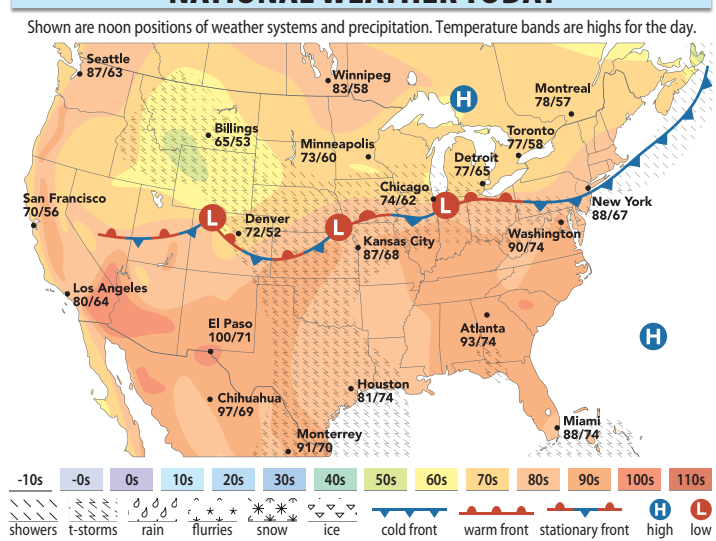 NATIONAL WEATHER TODAY
Shown are noon positions of weather systems and precipitation. Temperature bands are highs for the day.
Seattle
87/63
Winnipeg
83/58
H
Montreal
78/57
Billings
65/53
Minneapolis
73/60
Toronto
77/58
Detroit
77/65
Chicago
74/62
San Francisco
70/56
L
Denver
72/52
L
Kansas City
87/68
L
New York
88/67
Washington
90/74
Los Angeles
80/64
El Paso
100/71
Atlanta
93/74
H
Chihuahua
97/69
Houston
81/74
Monterrey
91/70
Miami
88/74
-10s -0s 0s 10s 20s 30s 40s 50s 60s 70s 80s 90s 100s 110s
H L
showers t-storms rain flurries snow ice cold front warm front stationary front high low